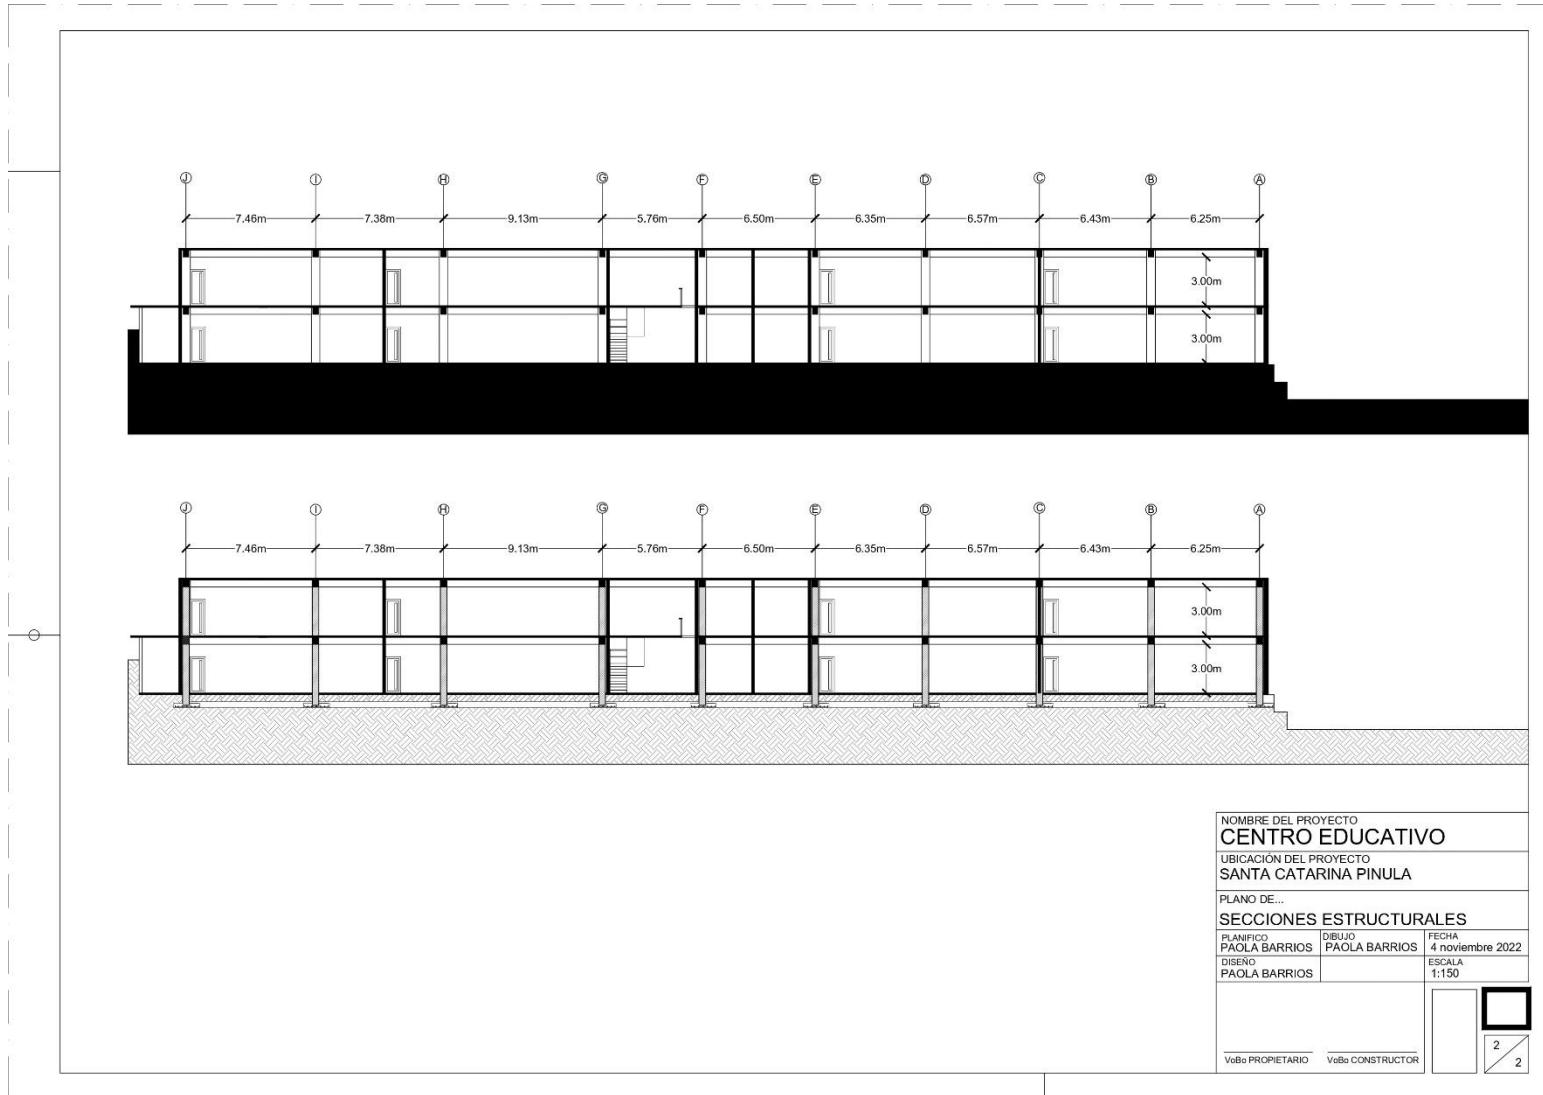 J I H G F E D C B A
7.46m 7.38m 9.13m 5.76m 6.50m 6.35m 6.57m 6.43m 6.25m
3.00m
3.00m
J I H G F E D C B A
7.46m 7.38m 9.13m 5.76m 6.50m 6.35m 6.57m 6.43m 6.25m
3.00m
3.00m
NOMBRE DEL PROYECTO
CENTRO EDUCATIVO
UBICACIÓN DEL PROYECTO
SANTA CATARINA PINULA
PLANO DE...
SECCIONES ESTRUCTURALES
PLANIFICO DIBUJO FECHA
PAOLA BARRIOS PAOLA BARRIOS 4 noviembre 2022
DISEÑO ESCALA
PAOLA BARRIOS 1:150
2
2
VoBo PROPIETARIO VoBo CONSTRUCTOR